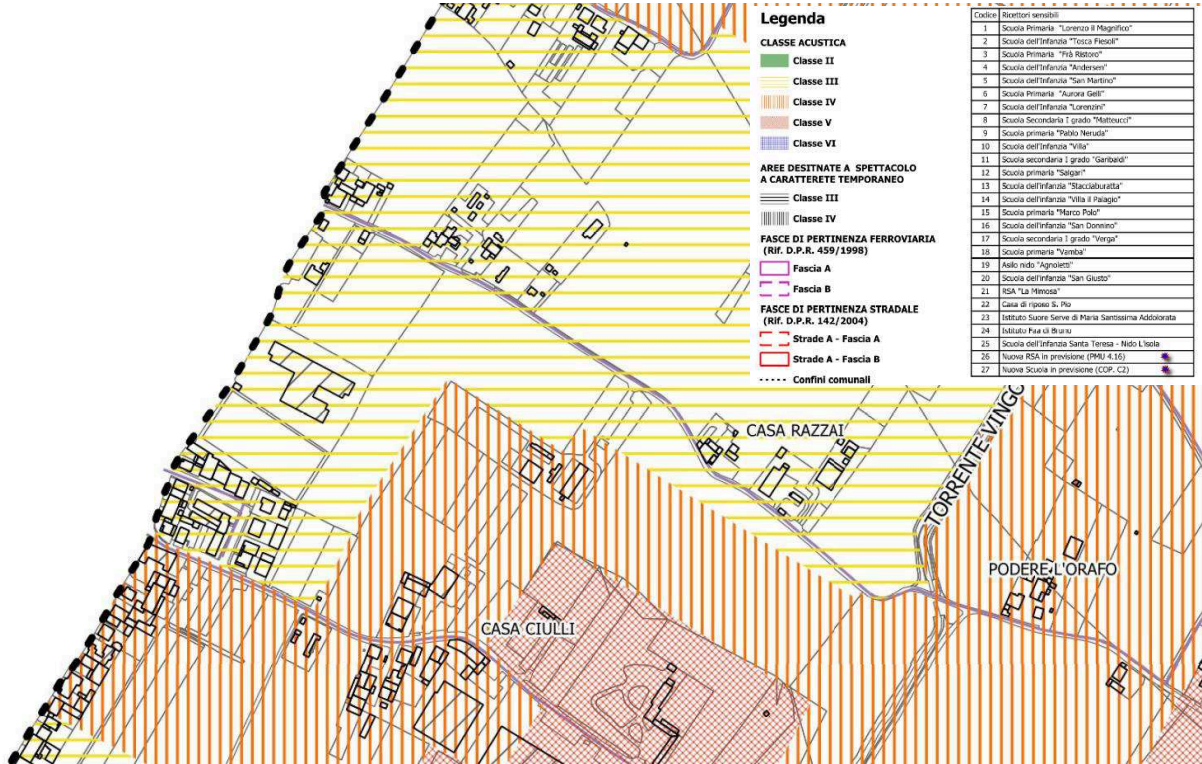 Legenda
CLASSE ACUSTICA
Classe II
Classe III
Classe IV
Classe V
Classe VI
AREE DESITNATE A SPETTACOLO
A CARATTERETE TEMPORANEO
Classe III
Classe IV
FASCE DI PERTINENZA FERROVIARIA
(Rif. D.P.R. 459/1998)
Fascia A
Fascia B
FASCE DI PERTINENZA STRADALE
(Rif. D.P.R. 142/2004)
Strade A - Fascia A
Strade A - Fascia B
Confini comunali
Codice Ricettori sensibili
1 Scuola Primaria "Lorenzo il Magnifico"
2 Scuola dell'Infanzia "Tosca Fiesoli"
3 Scuola Primaria "Frà Ristoro"
4 Scuola dell'Infanzia "Andersen"
5 Scuola dell'Infanzia "San Martino"
6 Scuola Primaria "Aurora Gelli"
7 Scuola dell'Infanzia "Lorenzini"
8 Scuola Secondaria I grado "Matteucci"
9 Scuola primaria "Pablo Neruda"
10 Scuola dell'Infanzia "Villa"
11 Scuola secondaria I grado "Garibaldi"
12 Scuola primaria "Salgari"
13 Scuola dell'infanzia "Stacciaburatta"
14 Scuola dell'infanzia "Villa il Palagio"
15 Scuola primaria "Marco Polo"
16 Scuola dell'infanzia "San Donnino"
17 Scuola secondaria I grado "Verga"
18 Scuola primaria "Vamba"
19 Asilo nido "Agnoletti"
20 Scuola dell'infanzia "San Giusto"
21 RSA "La Mimosa"
22 Casa di riposo S. Pio
23 Istituto Suore Serve di Maria Santissima Addolorata
24 Istituto Faa di Bruno
25 Scuola dell'Infanzia Santa Teresa - Nido L'isola
26 Nuova RSA in previsione (PMU 4.16)
27 Nuova Scuola in previsione (COP. C2)
CASA RAZZAI
TORRENTE VINGO
PODERE L'ORAFO
CASA CIULLI